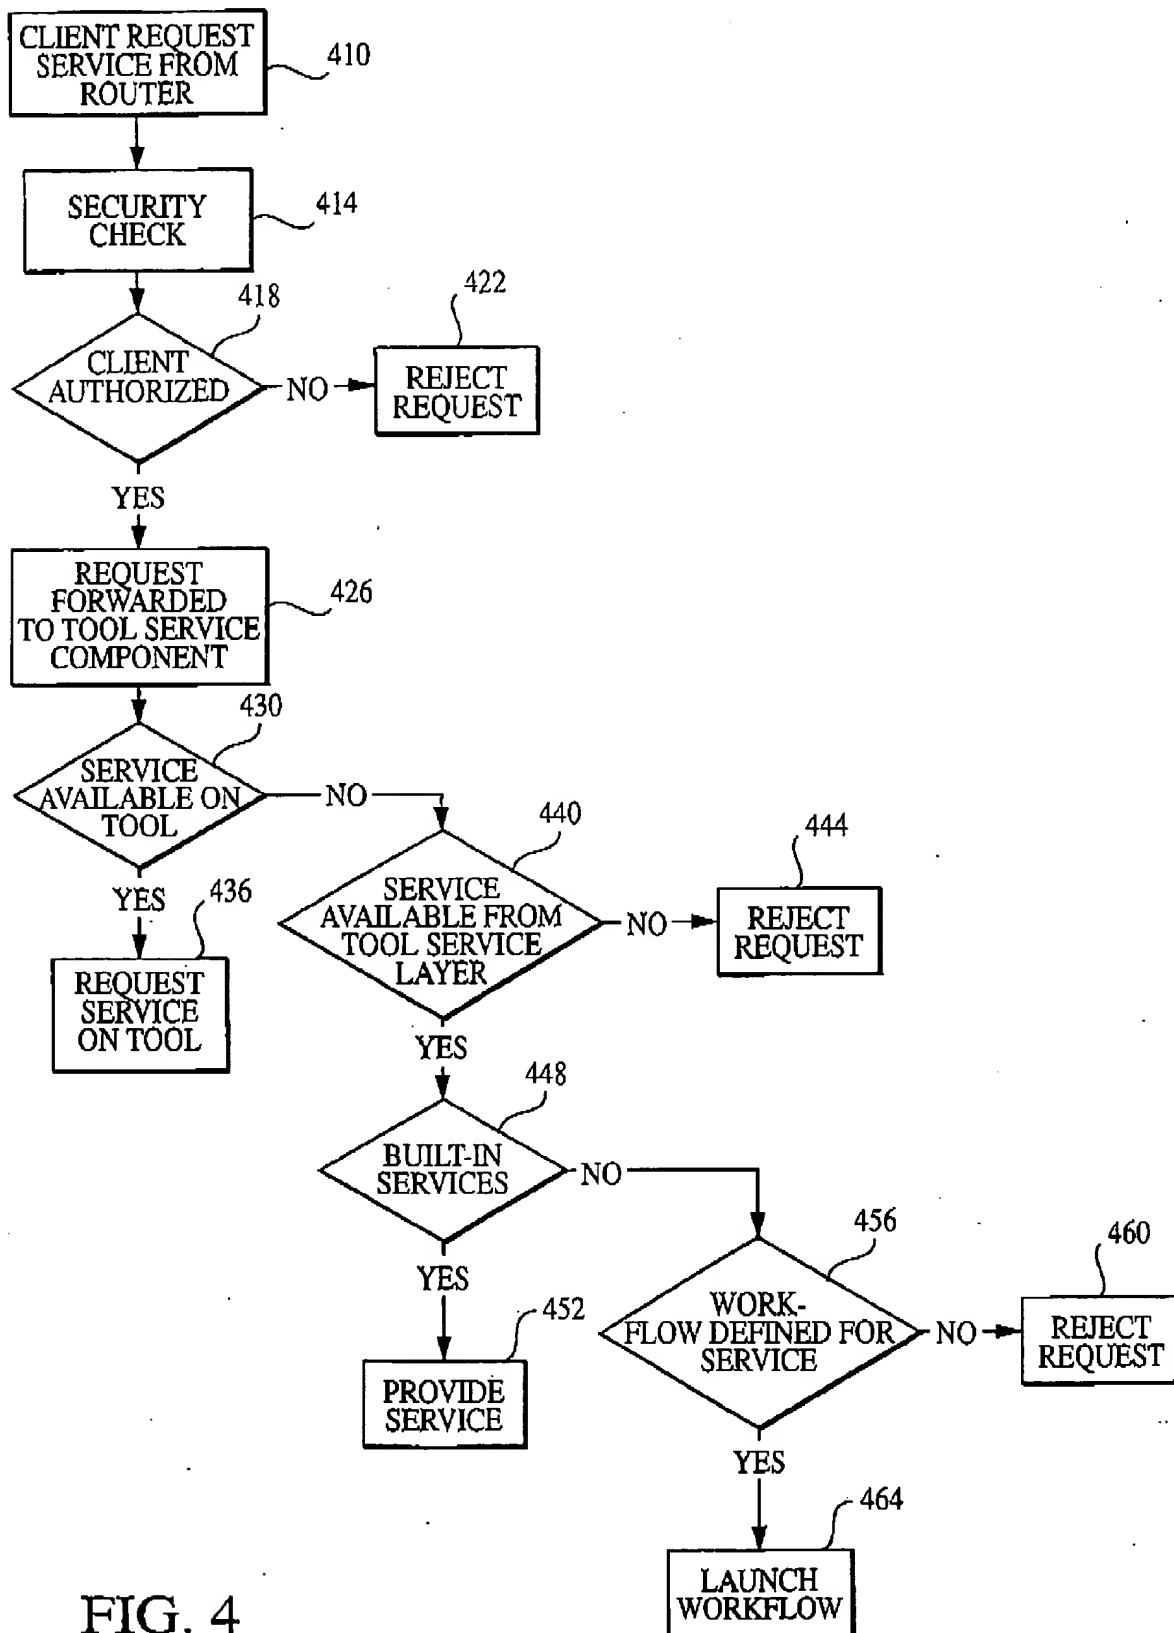 CLIENT REQUEST
SERVICE FROM
ROUTER
410
SECURITY
CHECK
414
418
CLIENT
AUTHORIZED
NO
422
REJECT
REQUEST
YES
REQUEST
FORWARDED
TO TOOL SERVICE
COMPONENT
426
430
SERVICE
AVAILABLE ON
TOOL
NO
YES
436
REQUEST
SERVICE
ON TOOL
440
SERVICE
AVAILABLE FROM
TOOL SERVICE
LAYER
NO
444
REJECT
REQUEST
YES
448
BUILT-IN
SERVICES
NO
YES
452
PROVIDE
SERVICE
456
WORK-
FLOW DEFINED FOR
SERVICE
NO
460
REJECT
REQUEST
YES
464
LAUNCH
WORKFLOW
FIG. 4